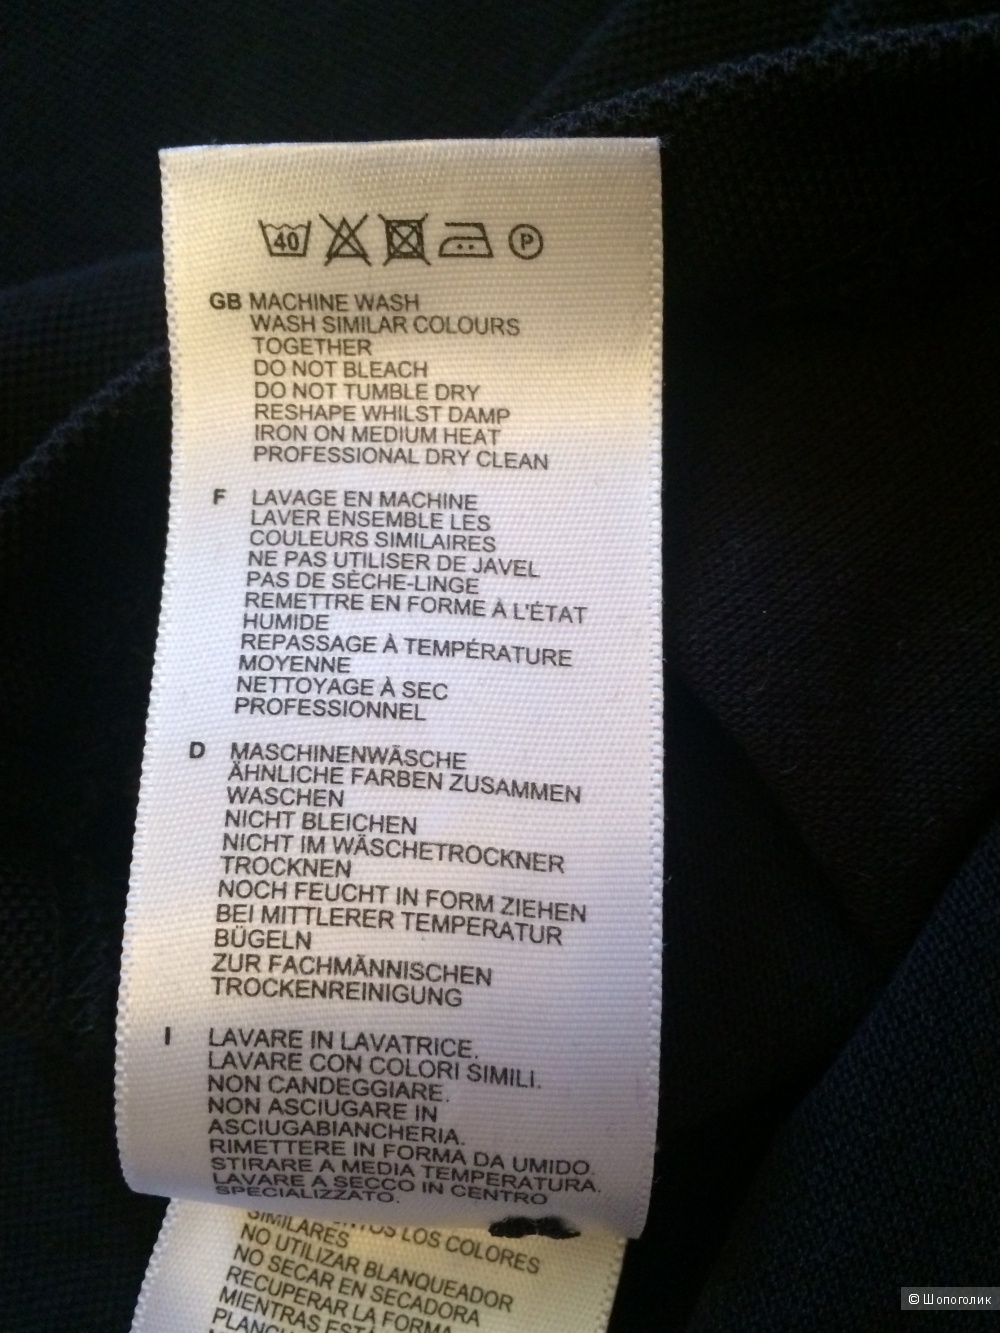 40 P
GB MACHINE WASH
WASH SIMILAR COLOURS
TOGETHER
DO NOT BLEACH
DO NOT TUMBLE DRY
RESHAPE WHILST DAMP
IRON ON MEDIUM HEAT
PROFESSIONAL DRY CLEAN
F LAVAGE EN MACHINE
LAVER ENSEMBLE LES
COULEURS SIMILAIRES
NE PAS UTILISER DE JAVEL
PAS DE SÈCHE-LINGE
REMETTRE EN FORME À L'ÉTAT
HUMIDE
REPASSAGE À TEMPÉRATURE
MOYENNE
NETTOYAGE À SEC
PROFESSIONNEL
D MASCHINENWÄSCHE
ÄHNLICHE FARBEN ZUSAMMEN
WASCHEN
NICHT BLEICHEN
NICHT IM WÄSCHETROCKNER
TROCKNEN
NOCH FEUCHT IN FORM ZIEHEN
BEI MITTLERER TEMPERATUR
BÜGELN
ZUR FACHMÄNNISCHEN
TROCKENREINIGUNG
I LAVARE IN LAVATRICE.
LAVARE CON COLORI SIMILI.
NON CANDEGGIARE.
NON ASCIUGARE IN
ASCIUGABIANCHERIA.
RIMETTERE IN FORMA DA UMIDO.
STIRARE A MEDIA TEMPERATURA.
LAVARE A SECCO IN CENTRO
SPECIALIZZATO.
LOS COLORES
SIMILARES
NO UTILIZAR BLANQUEADOR
NO SECAR EN SECADORA
RECUPERAR LA FORMA
MIENTRAS
© Шопоголик